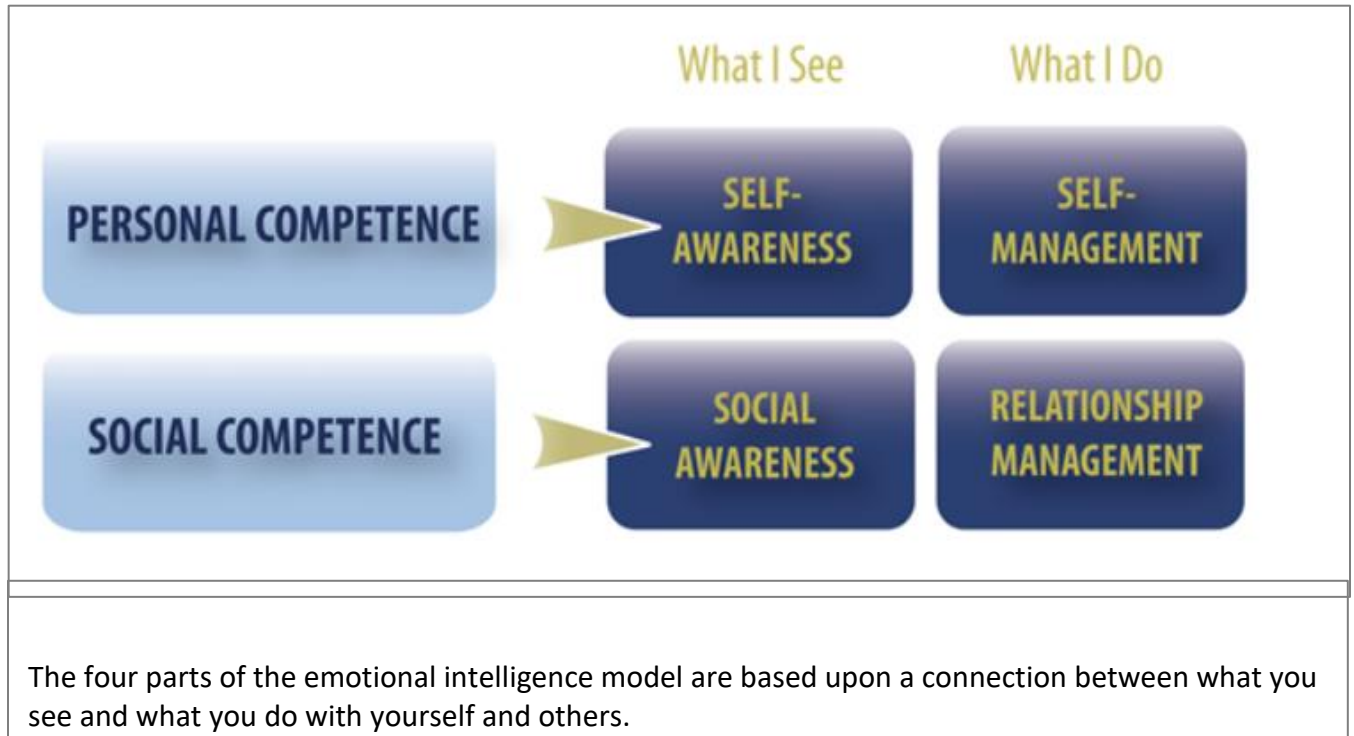 What I See What I Do
PERSONAL COMPETENCE
SELF-
AWARENESS
SELF-
MANAGEMENT
SOCIAL COMPETENCE
SOCIAL
AWARENESS
RELATIONSHIP
MANAGEMENT
The four parts of the emotional intelligence model are based upon a connection between what you
see and what you do with yourself and others.